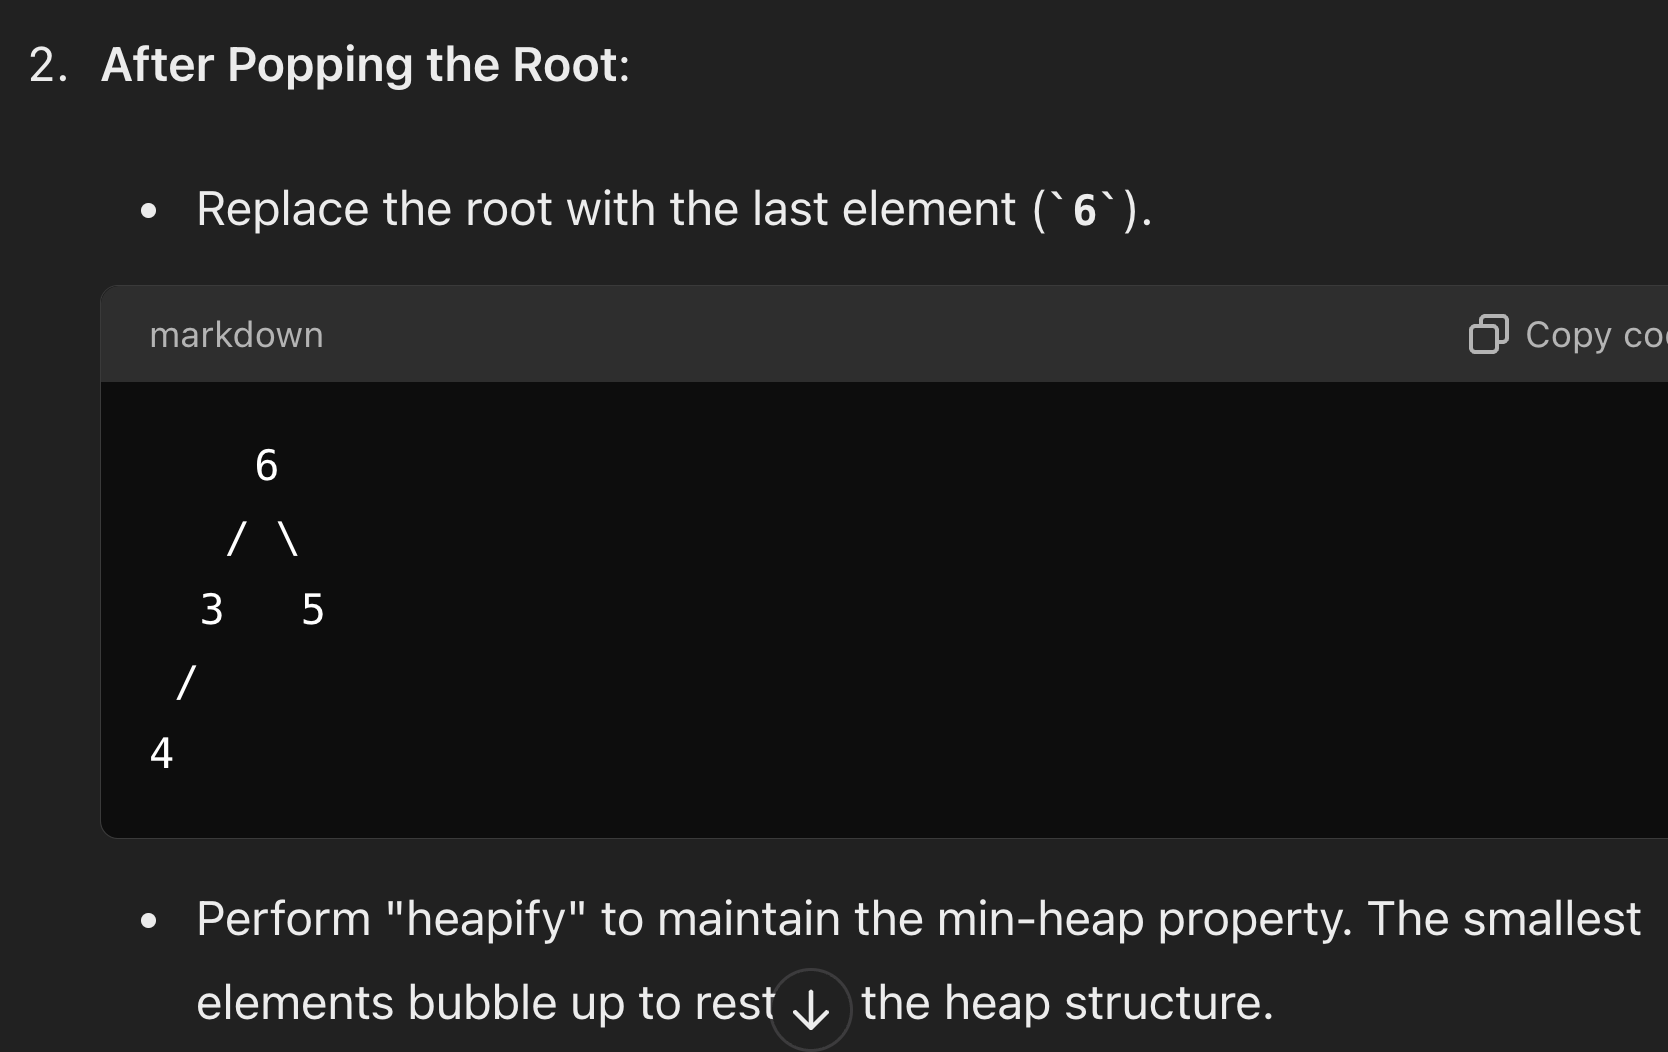 2. After Popping the Root:
• Replace the root with the last element (`6`).
markdown Copy co
6
/ \
3 5
/
4
• Perform "heapify" to maintain the min-heap property. The smallest
elements bubble up to rest the heap structure.